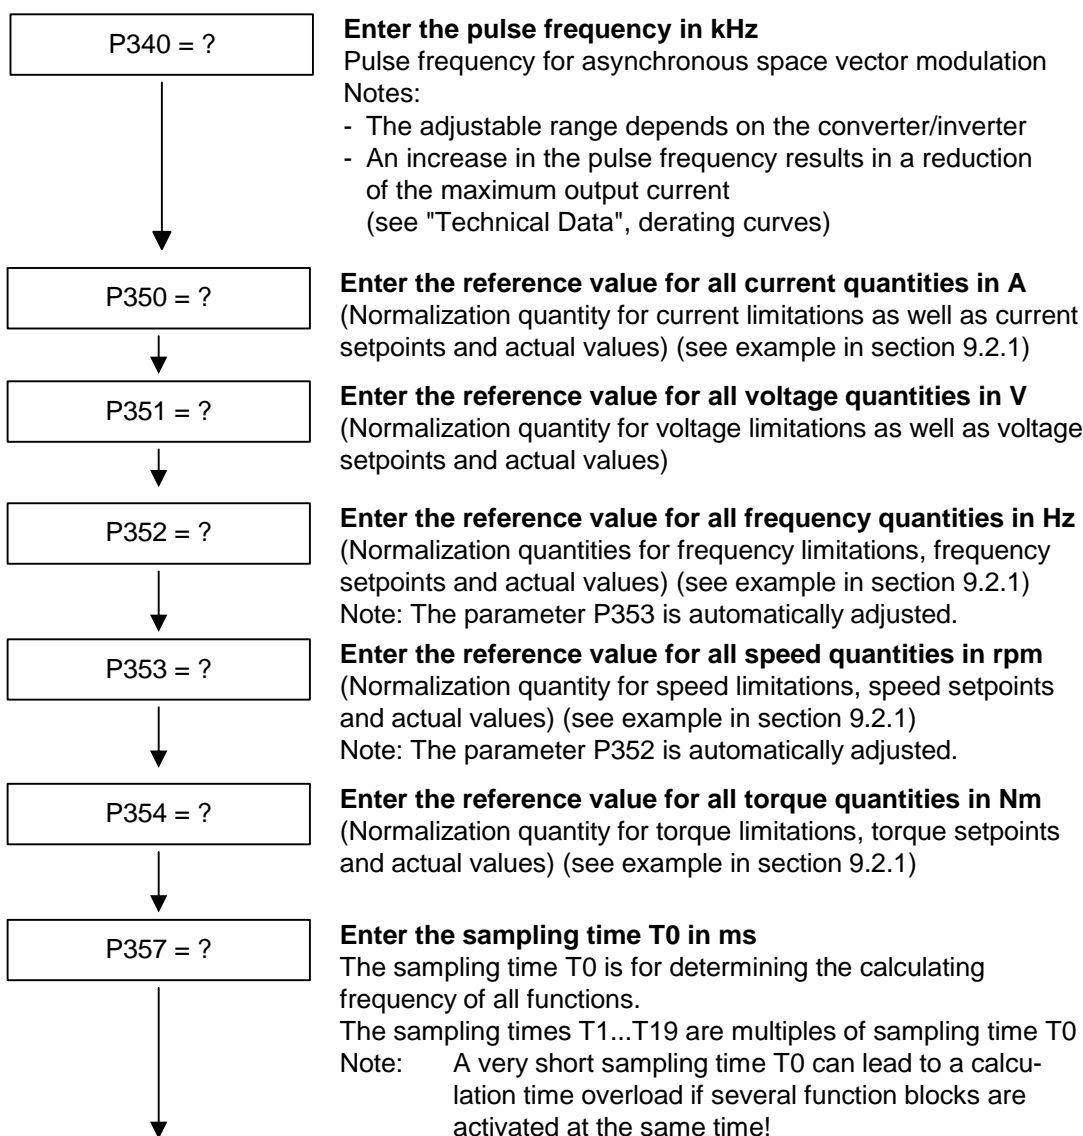 P340 = ?
Enter the pulse frequency in kHz
Pulse frequency for asynchronous space vector modulation
Notes:
- The adjustable range depends on the converter/inverter
- An increase in the pulse frequency results in a reduction
of the maximum output current
(see "Technical Data", derating curves)
P350 = ?
Enter the reference value for all current quantities in A
(Normalization quantity for current limitations as well as current
setpoints and actual values) (see example in section 9.2.1)
P351 = ?
Enter the reference value for all voltage quantities in V
(Normalization quantity for voltage limitations as well as voltage
setpoints and actual values)
P352 = ?
Enter the reference value for all frequency quantities in Hz
(Normalization quantities for frequency limitations, frequency
setpoints and actual values) (see example in section 9.2.1)
Note: The parameter P353 is automatically adjusted.
P353 = ?
Enter the reference value for all speed quantities in rpm
(Normalization quantity for speed limitations, speed setpoints
and actual values) (see example in section 9.2.1)
Note: The parameter P352 is automatically adjusted.
P354 = ?
Enter the reference value for all torque quantities in Nm
(Normalization quantity for torque limitations, torque setpoints
and actual values) (see example in section 9.2.1)
P357 = ?
Enter the sampling time T0 in ms
The sampling time T0 is for determining the calculating
frequency of all functions.
The sampling times T1...T19 are multiples of sampling time T0
Note: A very short sampling time T0 can lead to a calcu-
lation time overload if several function blocks are
activated at the same time!